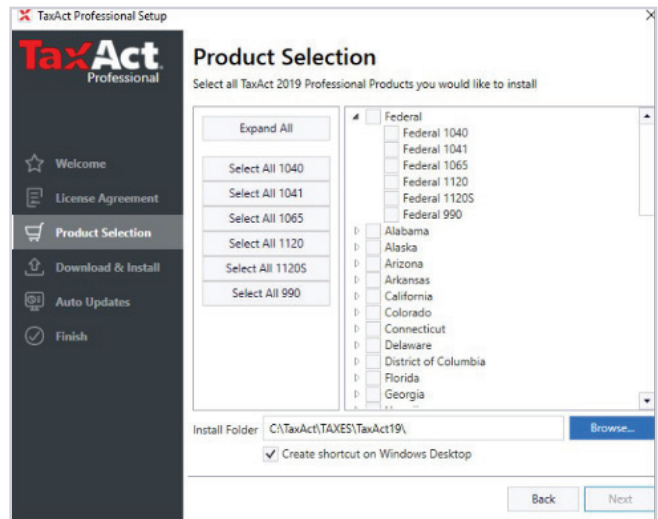 TaxAct Professional Setup
TaxAct
Professional
Product Selection
Select all TaxAct 2019 Professional Products you would like to install
Welcome
License Agreement
Product Selection
Download & Install
Auto Updates
Finish
Expand All
Select All 1040
Select All 1041
Select All 1065
Select All 1120
Select All 1120S
Select All 990
Federal
Federal 1040
Federal 1041
Federal 1065
Federal 1120
Federal 1120S
Federal 990
Alabama
Alaska
Arizona
Arkansas
California
Colorado
Connecticut
Delaware
District of Columbia
Florida
Georgia
Install Folder C:\TaxAct\TAXES\TaxAct19\ Browse...
Create shortcut on Windows Desktop
Back Next